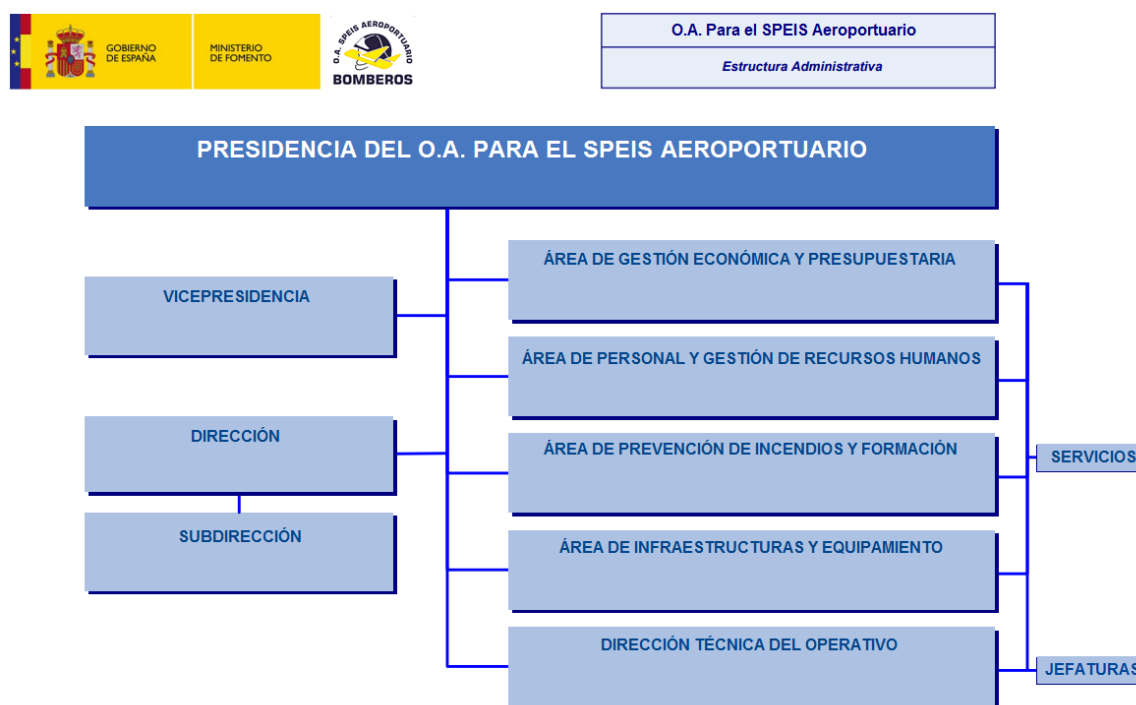 GOBIERNO
DE ESPAÑA
MINISTERIO
DE FOMENTO
O.A. SPEIS AEROPORTUARIO
BOMBEROS
O.A. Para el SPEIS Aeroportuario
Estructura Administrativa
PRESIDENCIA DEL O.A. PARA EL SPEIS AEROPORTUARIO
ÁREA DE GESTIÓN ECONÓMICA Y PRESUPUESTARIA
VICEPRESIDENCIA
ÁREA DE PERSONAL Y GESTIÓN DE RECURSOS HUMANOS
DIRECCIÓN
ÁREA DE PREVENCIÓN DE INCENDIOS Y FORMACIÓN
SERVICIOS
SUBDIRECCIÓN
ÁREA DE INFRAESTRUCTURAS Y EQUIPAMIENTO
DIRECCIÓN TÉCNICA DEL OPERATIVO
JEFATURAS